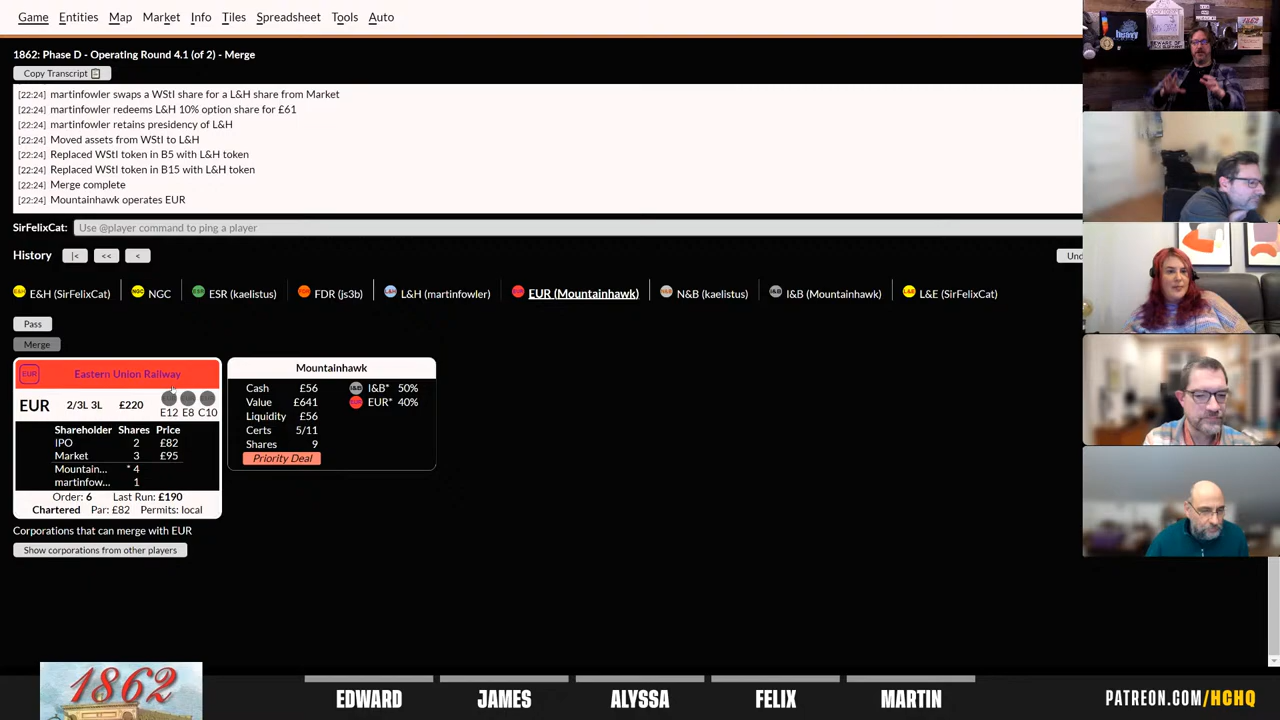 Game Entities Map Market Info Tiles Spreadsheet Tools Auto
1862: Phase D - Operating Round 4.1 (of 2) - Merge
Copy Transcript
[22:24] martinfowler swaps a WStI share for a L&H share from Market
[22:24] martinfowler redeems L&H 10% option share for £61
[22:24] martinfowler retains presidency of L&H
[22:24] Moved assets from WStI to L&H
[22:24] Replaced WStI token in B5 with L&H token
[22:24] Replaced WStI token in B15 with L&H token
[22:24] Merge complete
[22:24] Mountainhawk operates EUR
SirFelixCat: Use @player command to ping a player
History |< << < Und
E&H (SirFelixCat) NGC ESR (kaelistus) FDR (js3b) L&H (martinfowler) EUR (Mountainhawk) N&B (kaelistus) I&B (Mountainhawk) L&E (SirFelixCat)
Pass
Merge
EUR Eastern Union Railway
EUR 2/3L 3L £220 E12 E8 C10
Shareholder Shares Price
IPO 2 £82
Market 3 £95
Mountain... * 4
martinfow... 1
Order: 6 Last Run: £190
Chartered Par: £82 Permits: local
Mountainhawk
Cash £56 I&B* 50%
Value £641 EUR* 40%
Liquidity £56
Certs 5/11
Shares 9
Priority Deal
Corporations that can merge with EUR
Show corporations from other players
1862
EDWARD JAMES ALYSSA FELIX MARTIN
PATREON.COM/HCHQ